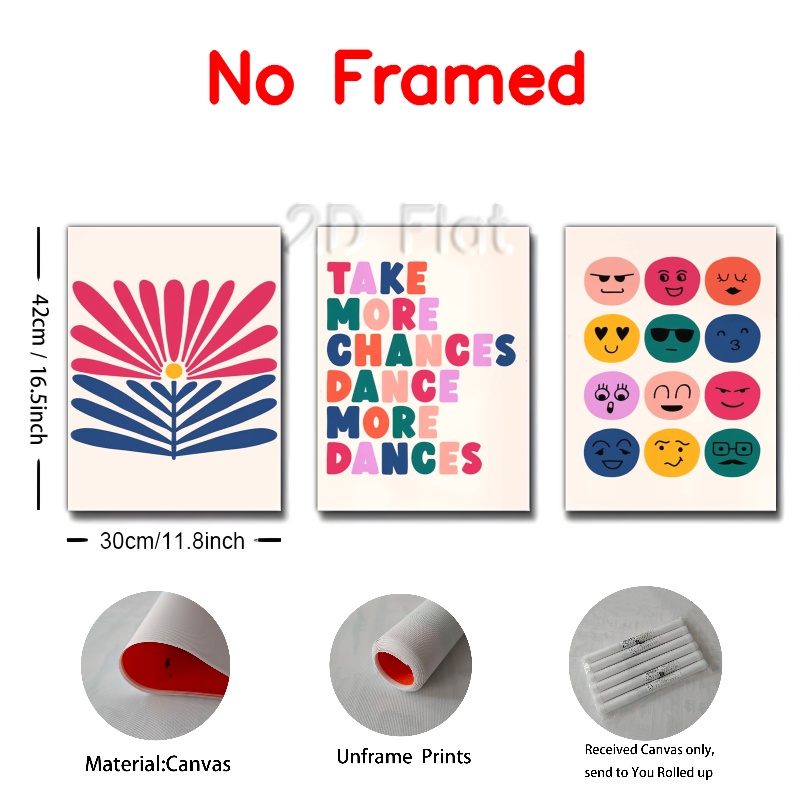 No Framed
2D Flat
42cm / 16.5inch
TAKE
MORE
CHANCES
DANCE
MORE
DANCES
30cm/11.8inch
Material:Canvas
Unframe Prints
Received Canvas only,
send to You Rolled up